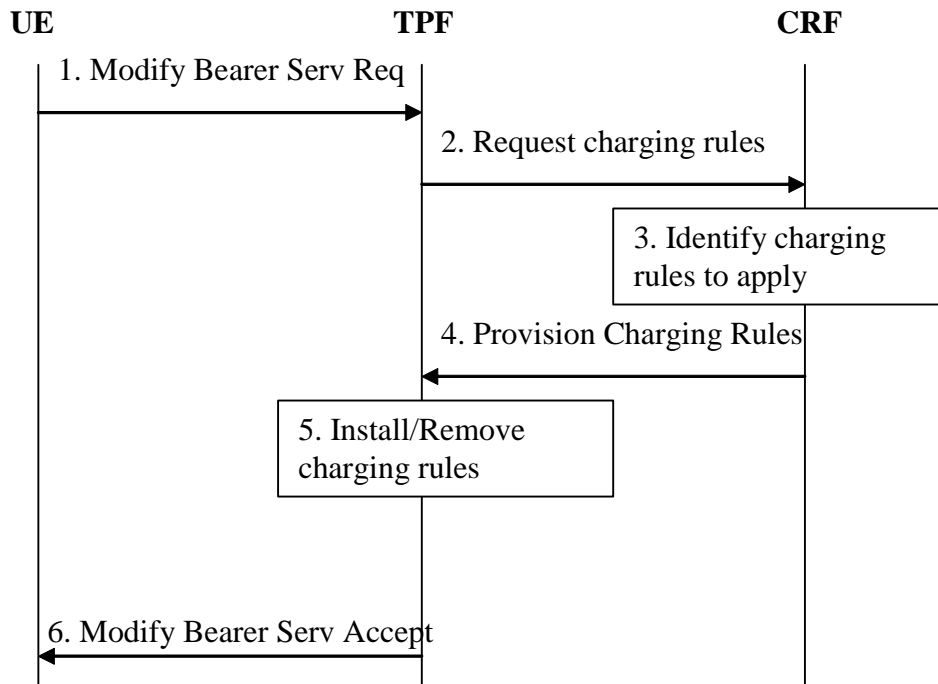 UE TPF CRF
1. Modify Bearer Serv Req
2. Request charging rules
3. Identify charging
rules to apply
4. Provision Charging Rules
5. Install/Remove
charging rules
6. Modify Bearer Serv Accept